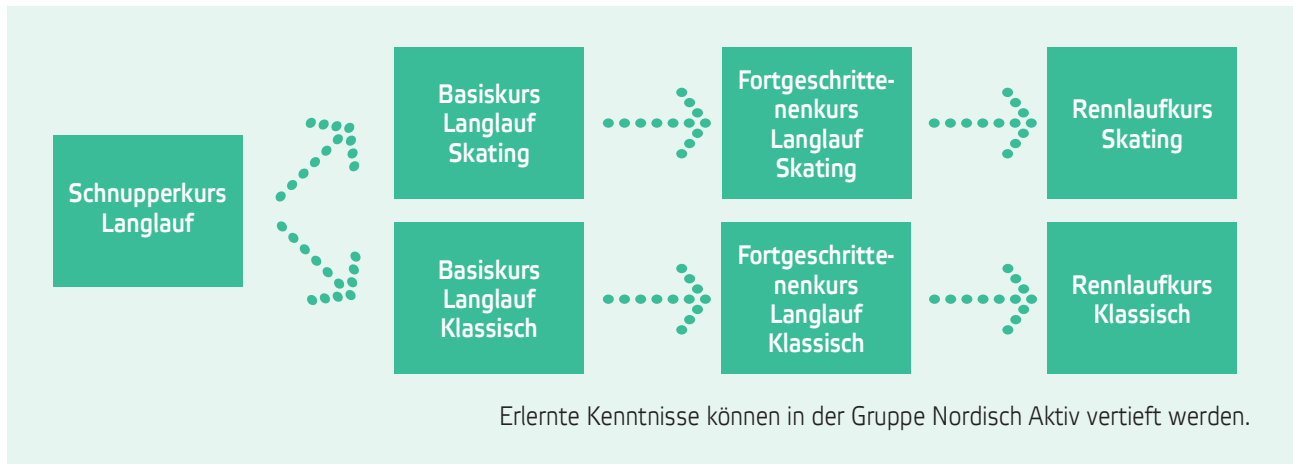 Schnupperkurs
Langlauf
Basiskurs
Langlauf
Skating
Fortgeschritte-
nenkurs
Langlauf
Skating
Rennlaufkurs
Skating
Basiskurs
Langlauf
Klassisch
Fortgeschritte-
nenkurs
Langlauf
Klassisch
Rennlaufkurs
Klassisch
Erlernte Kenntnisse können in der Gruppe Nordisch Aktiv vertieft werden.